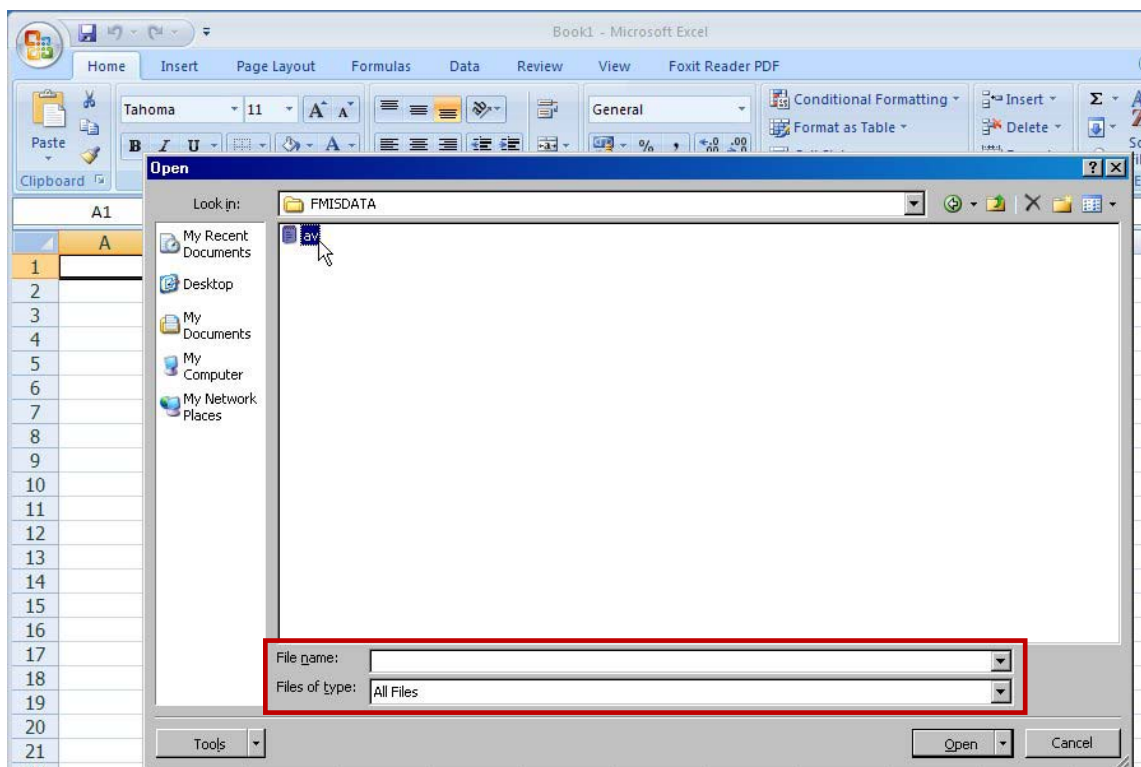 Book1 - Microsoft Excel
Home Insert Page Layout Formulas Data Review View Foxit Reader PDF
Tahoma 11 A A General Conditional Formatting Insert Σ
Format as Table Delete
Paste B I U A % ,
Clipboard
Open
A1 Look in: FMISDATA
A
My Recent
Documents
av
Desktop
My
Documents
My
Computer
My Network
Places
1
2
3
4
5
6
7
8
9
10
11
12
13
14
15
16
17
18
19
20
21
File name:
Files of type: All Files
Tools Open Cancel